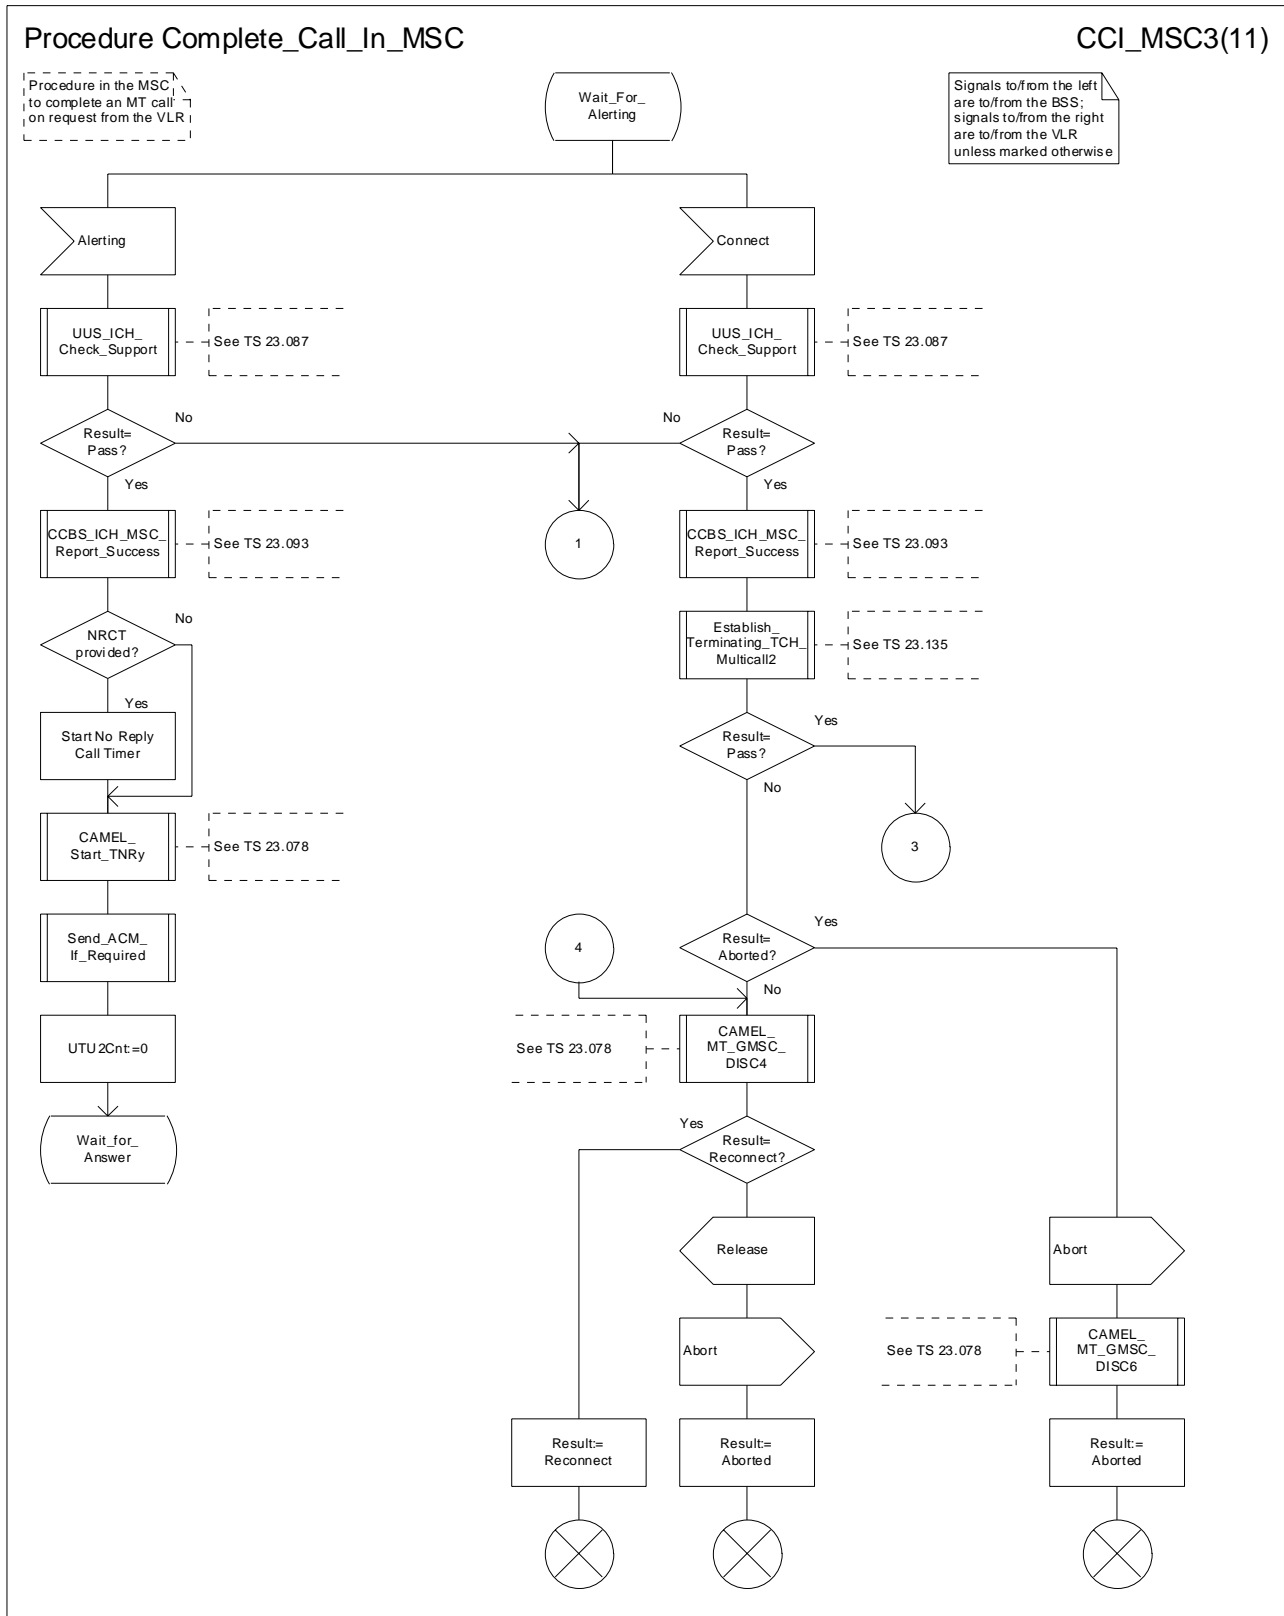 Procedure Complete_Call_In_MSC
CCI_MSC3(11)
Procedure in the MSC
to complete an MT call
on request from the VLR
Wait_For_
Alerting
Signals to/from the left
are to/from the BSS;
signals to/from the right
are to/from the VLR
unless marked otherwise
Alerting
Connect
UUS_ICH_
Check_Support
See TS 23.087
UUS_ICH_
Check_Support
See TS 23.087
Result=
Pass?
No
Yes
No
Result=
Pass?
Yes
CCBS_ICH_MSC_
Report_Success
See TS 23.093
1
CCBS_ICH_MSC_
Report_Success
See TS 23.093
NRCT
provided?
No
Yes
Establish_
Terminating_TCH_
Multicall2
See TS 23.135
Start No Reply
Call Timer
Result=
Pass?
Yes
No
CAMEL_
Start_TNRy
See TS 23.078
3
Send_ACM_
If_Required
4
Result=
Aborted?
Yes
No
UTU2Cnt:=0
See TS 23.078
CAMEL_
MT_GMSC_
DISC4
Wait_for_
Answer
Yes
Result=
Reconnect?
Release
Abort
Abort
See TS 23.078
CAMEL_
MT_GMSC_
DISC6
Result:=
Reconnect
Result:=
Aborted
Result:=
Aborted